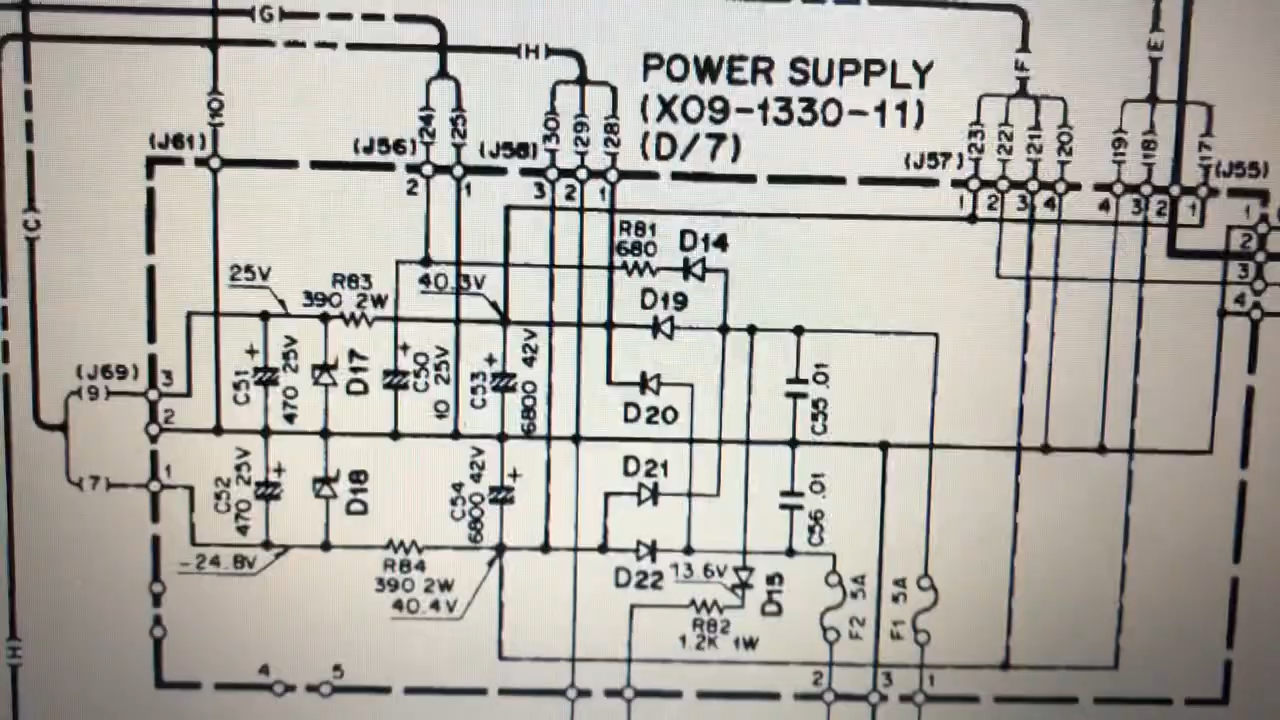 (G)
(H)
F
E
POWER SUPPLY
(X09-1330-11)
(D/7)
(10)
(24) (25)
(30) (29) (28)
(23) (22) (21) (20)
(19) (18) (17)
(J61)
(J56)
(J58)
(J57)
(J55)
2 1
3 2 1
1 2 3 4
4 3 2 1
1
2
3
4
(C)
R81
680
D14
25V
R83
390 2W
40.3V
D19
C51
470 25V
D17
C50
10 25V
C53
6800 42V
D20
C55 .01
(J69)
(9)
3
2
(7)
1
C52
470 25V
D18
C54
6800 42V
D21
C56 .01
-24.8V
R84
390 2W
40.4V
D22
13.6V
D15
R82
1.2K 1W
F2 5A
F1 5A
(H)
4 5
2 3 1